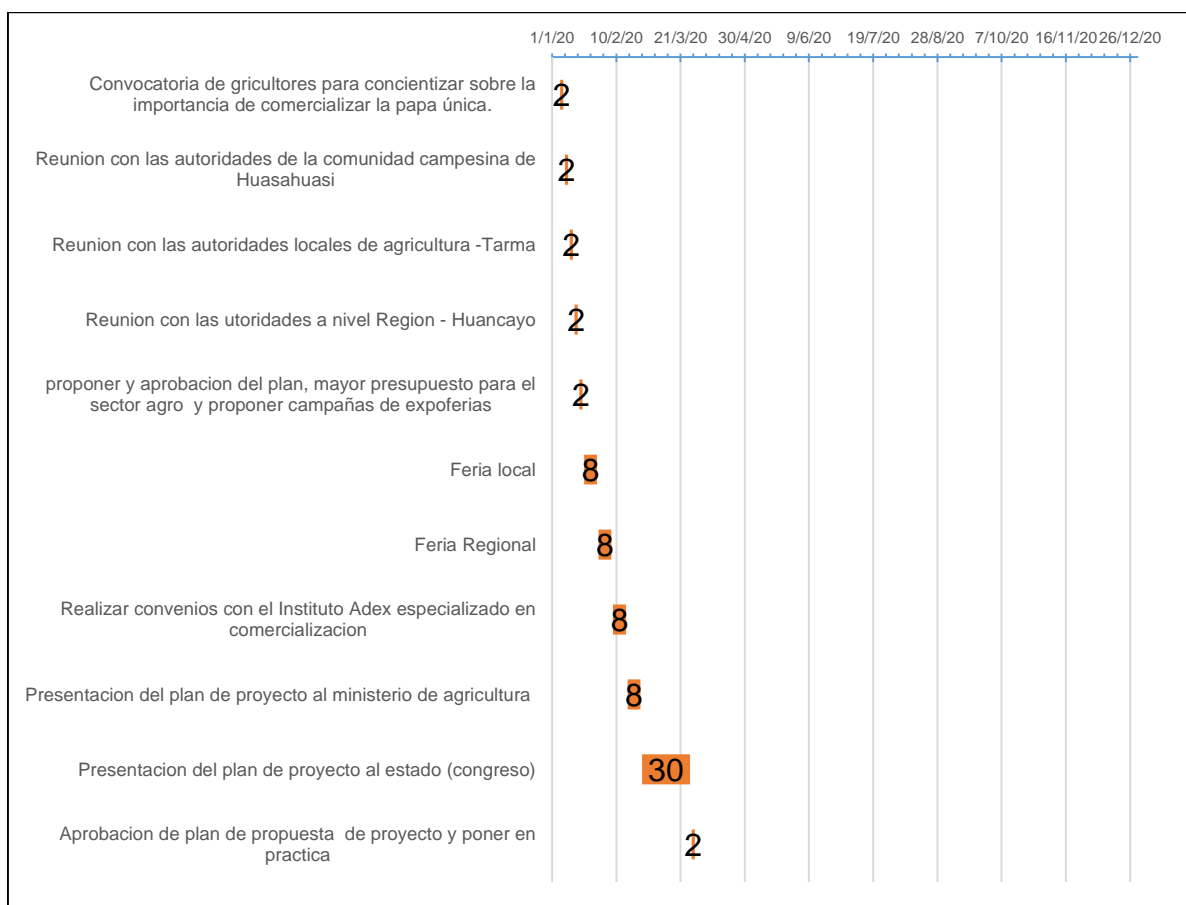 1/1/20 10/2/20 21/3/20 30/4/20 9/6/20 19/7/20 28/8/20 7/10/20 16/11/20 26/12/20
Convocatoria de gricultores para concientizar sobre la
importancia de comercializar la papa única.
2
Reunion con las autoridades de la comunidad campesina de
Huasahuasi
2
Reunion con las autoridades locales de agricultura -Tarma
2
Reunion con las utoridades a nivel Region - Huancayo
2
proponer y aprobacion del plan, mayor presupuesto para el
sector agro y proponer campañas de expoferias
2
Feria local
8
Feria Regional
8
Realizar convenios con el Instituto Adex especializado en
comercializacion
8
Presentacion del plan de proyecto al ministerio de agricultura
8
Presentacion del plan de proyecto al estado (congreso)
30
Aprobacion de plan de propuesta de proyecto y poner en
practica
2